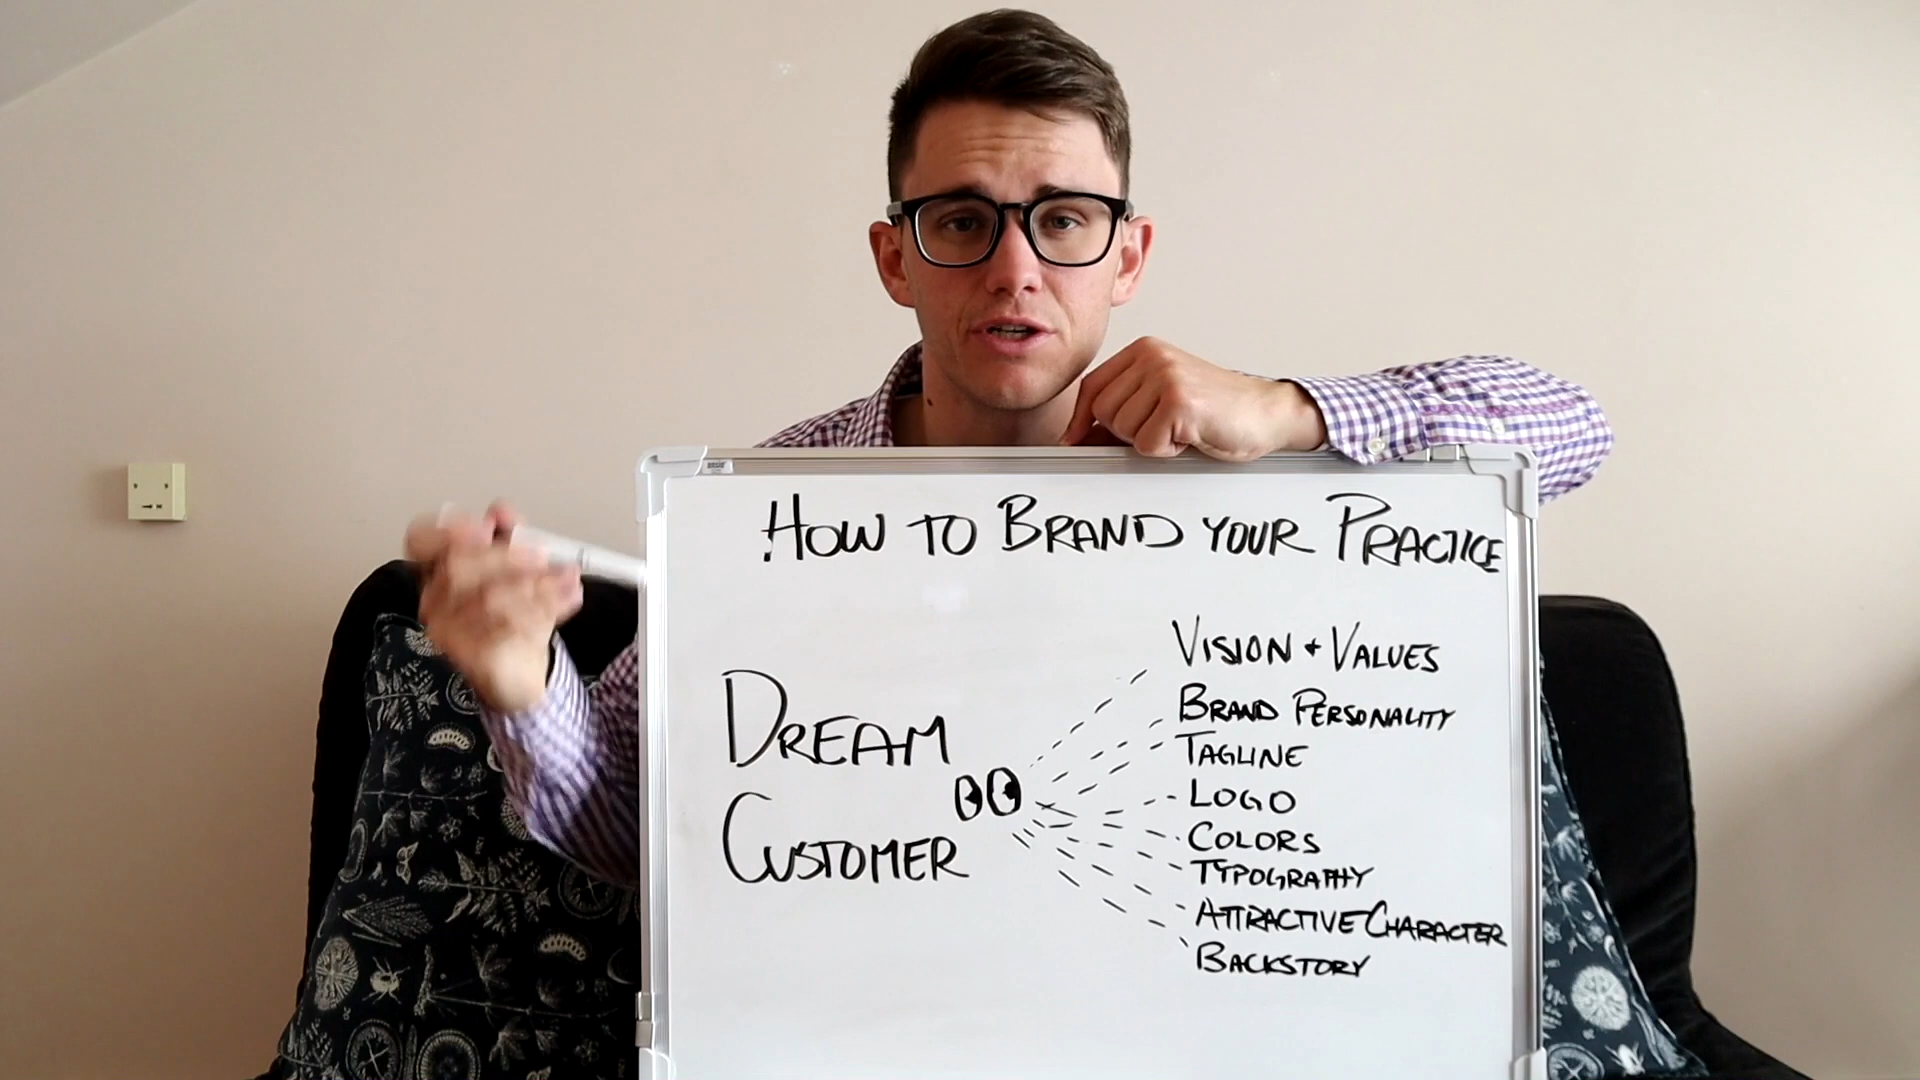 HOW TO BRAND YOUR PRACTICE
DREAM
CUSTOMER
VISION + VALUES
BRAND PERSONALITY
TAGLINE
LOGO
COLORS
TYPOGRAPHY
ATTRACTIVE CHARACTER
BACKSTORY